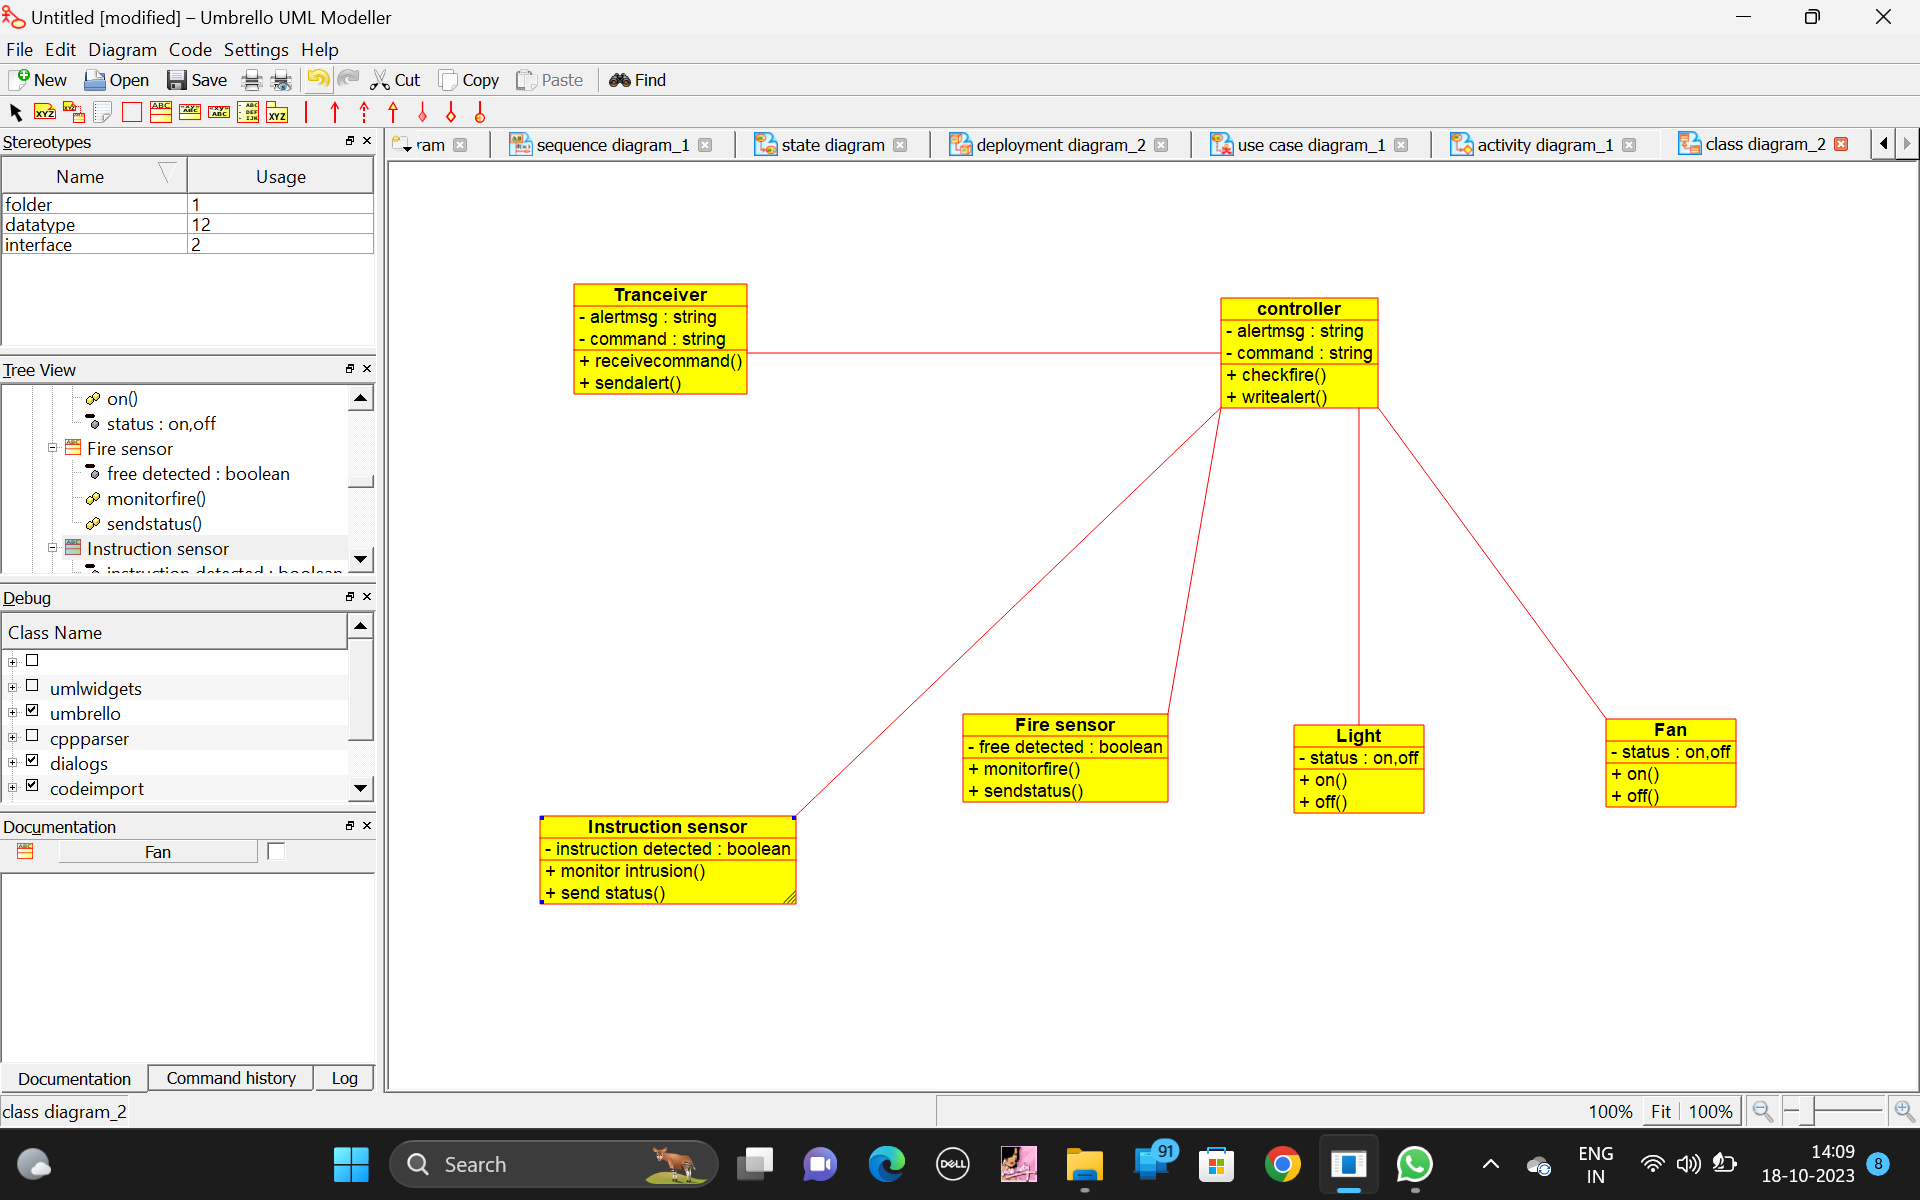 Untitled [modified] – Umbrello UML Modeller
File Edit Diagram Code Settings Help
New Open Save Cut Copy Paste Find
Stereotypes
Name Usage
folder 1
datatype 12
interface 2
Tree View
on()
status : on,off
Fire sensor
free detected : boolean
monitorfire()
sendstatus()
Instruction sensor
instruction detected : boolean
Debug
Class Name
umlwidgets
umbrello
cppparser
dialogs
codeimport
Documentation
Fan
Documentation Command history Log
class diagram_2
ram sequence diagram_1 state diagram deployment diagram_2 use case diagram_1 activity diagram_1 class diagram_2
Tranceiver
- alertmsg : string
- command : string
+ receivecommand()
+ sendalert()
controller
- alertmsg : string
- command : string
+ checkfire()
+ writealert()
Fire sensor
- free detected : boolean
+ monitorfire()
+ sendstatus()
Light
- status : on,off
+ on()
+ off()
Fan
- status : on,off
+ on()
+ off()
Instruction sensor
- instruction detected : boolean
+ monitor intrusion()
+ send status()
100% Fit 100%
Search
DELL
91
ENG
IN
14:09
18-10-2023
8